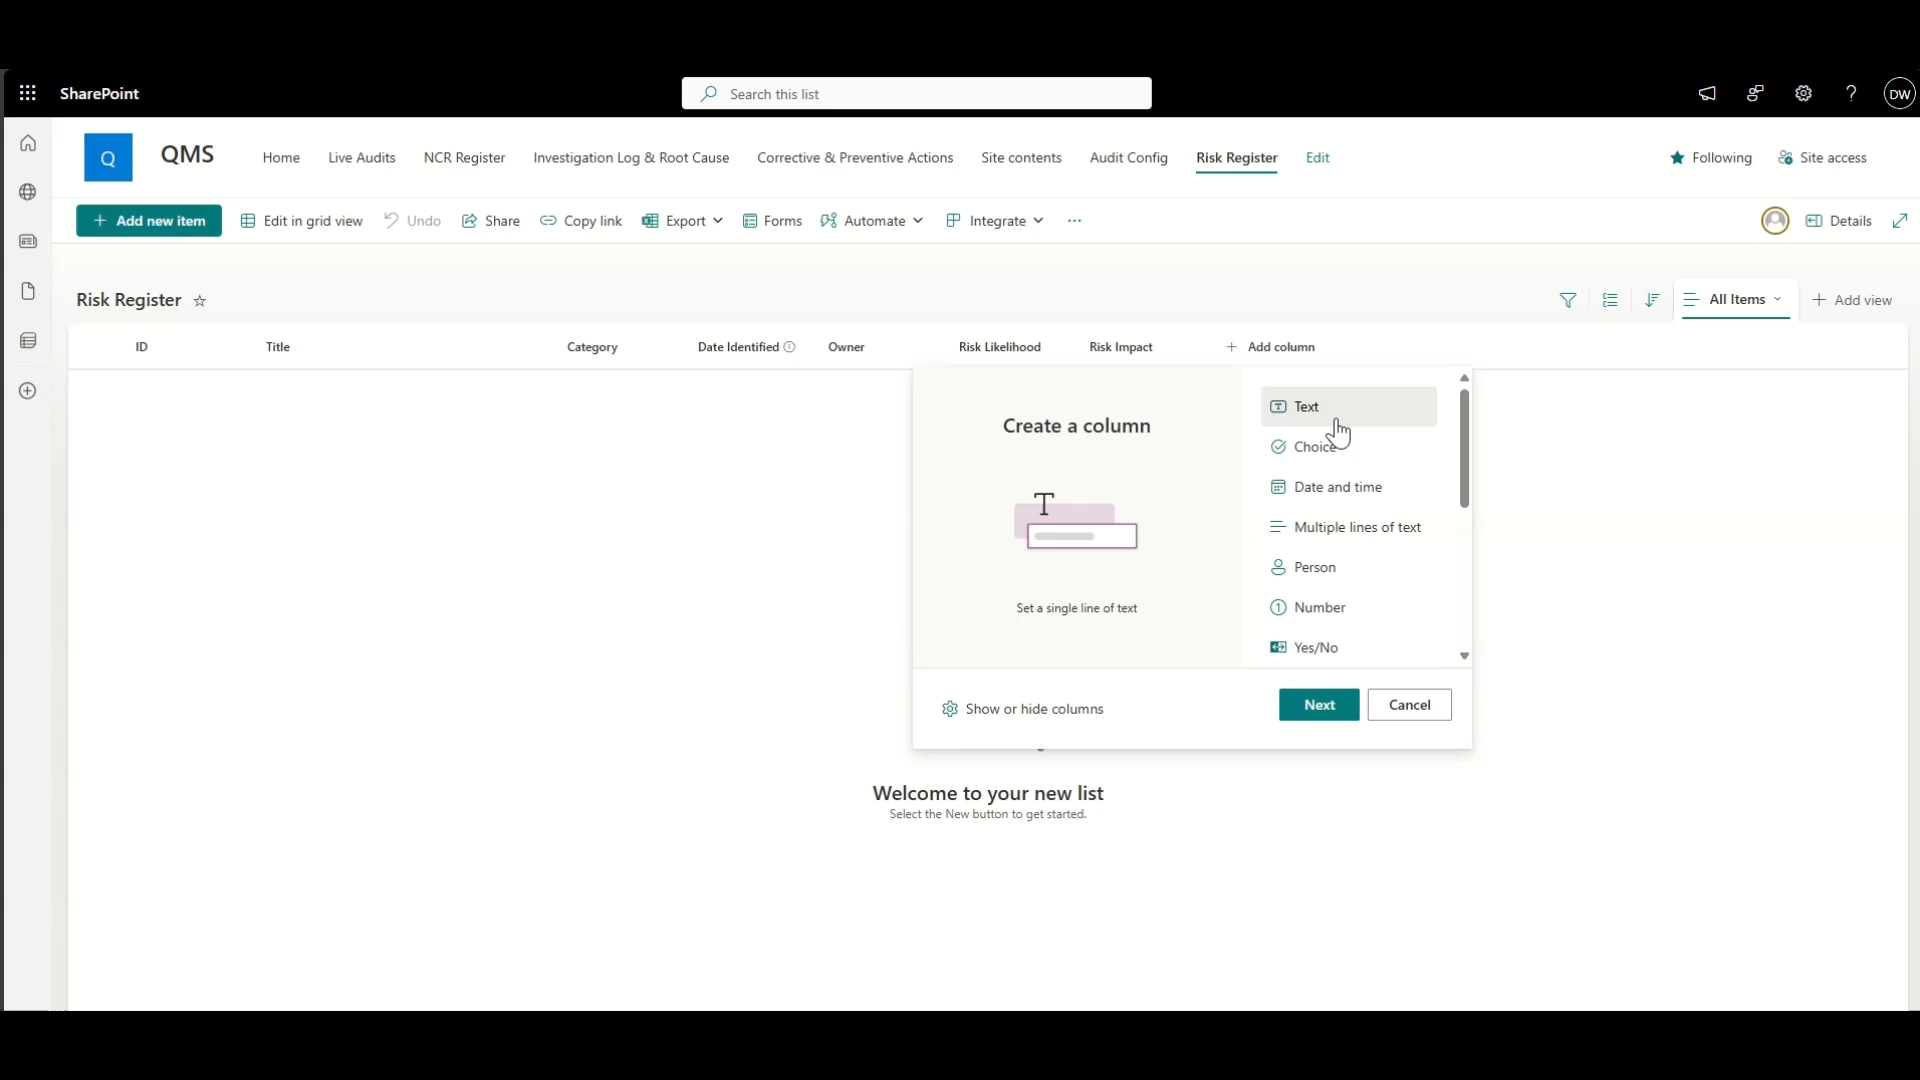 SharePoint
Search this list
DW
Q
QMS
Home
Live Audits
NCR Register
Investigation Log & Root Cause
Corrective & Preventive Actions
Site contents
Audit Config
Risk Register
Edit
Following
Site access
Add new item
Edit in grid view
Undo
Share
Copy link
Export
Forms
Automate
Integrate
Details
Risk Register
All Items
Add view
ID
Title
Category
Date Identified
Owner
Risk Likelihood
Risk Impact
Add column
Create a column
T
Set a single line of text
Text
Choice
Date and time
Multiple lines of text
Person
Number
Yes/No
Show or hide columns
Next
Cancel
Welcome to your new list
Select the New button to get started.